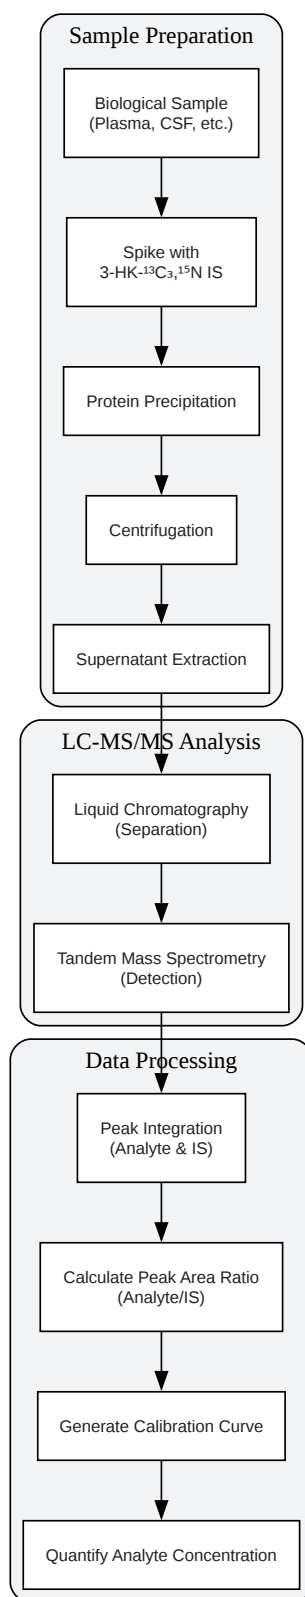 Sample Preparation
Biological Sample
(Plasma, CSF, etc.)
Spike with
3-HK-¹³C₃,¹⁵N IS
Protein Precipitation
Centrifugation
Supernatant Extraction
LC-MS/MS Analysis
Liquid Chromatography
(Separation)
Tandem Mass Spectrometry
(Detection)
Data Processing
Peak Integration
(Analyte & IS)
Calculate Peak Area Ratio
(Analyte/IS)
Generate Calibration Curve
Quantify Analyte Concentration